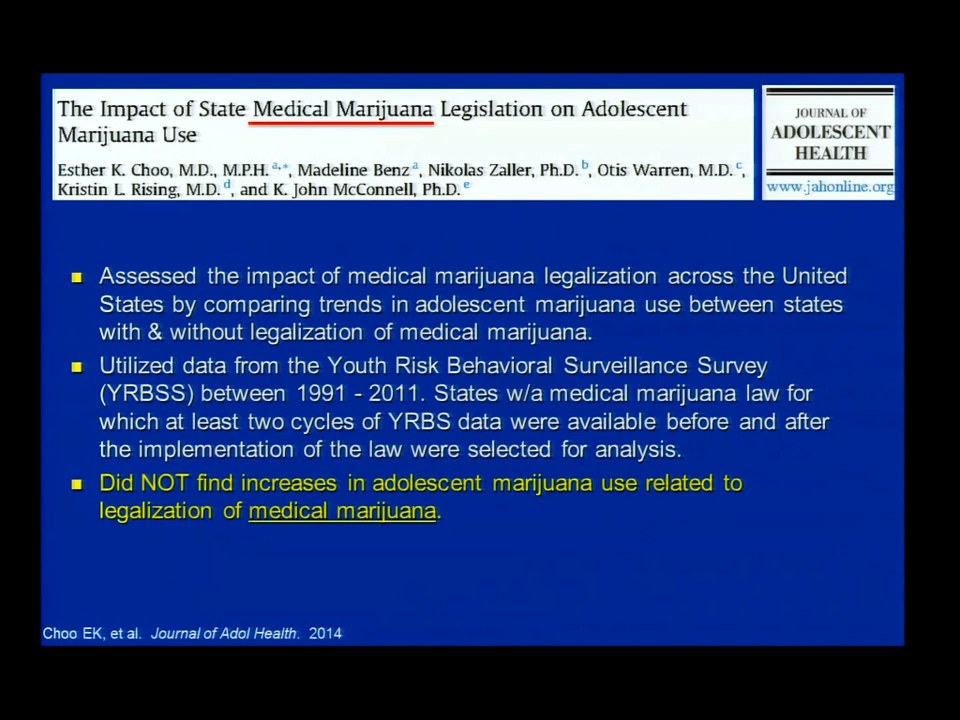 The Impact of State Medical Marijuana Legislation on Adolescent
Marijuana Use
Esther K. Choo, M.D., M.P.H. a,*, Madeline Benz a, Nikolas Zaller, Ph.D. b, Otis Warren, M.D. c,
Kristin L. Rising, M.D. d, and K. John McConnell, Ph.D. e
JOURNAL OF
ADOLESCENT
HEALTH
www.jahonline.org
Assessed the impact of medical marijuana legalization across the United
States by comparing trends in adolescent marijuana use between states
with & without legalization of medical marijuana.
Utilized data from the Youth Risk Behavioral Surveillance Survey
(YRBSS) between 1991 - 2011. States w/a medical marijuana law for
which at least two cycles of YRBS data were available before and after
the implementation of the law were selected for analysis.
Did NOT find increases in adolescent marijuana use related to
legalization of medical marijuana.
Choo EK, et al. Journal of Adol Health. 2014